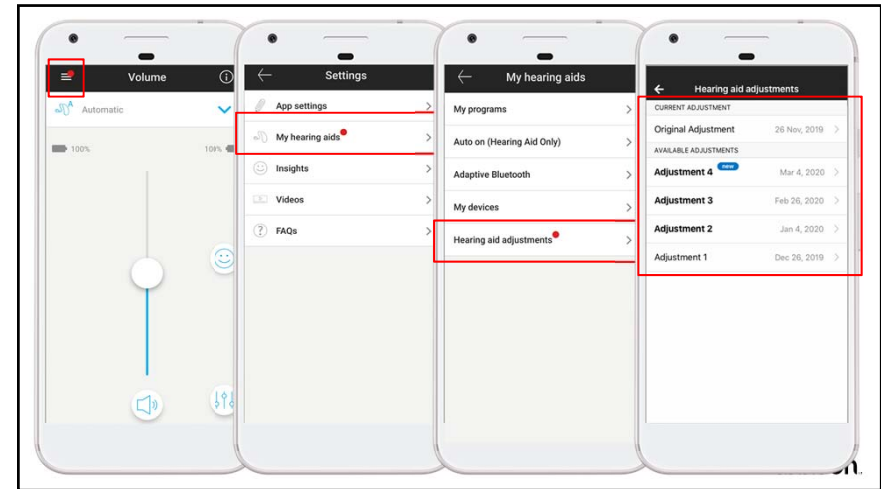 Volume
Automatic
100%
100%
Settings
App settings
My hearing aids
Insights
Videos
FAQs
My hearing aids
My programs
Auto on (Hearing Aid Only)
Adaptive Bluetooth
My devices
Hearing aid adjustments
Hearing aid adjustments
CURRENT ADJUSTMENT
Original Adjustment 26 Nov, 2019
AVAILABLE ADJUSTMENTS
Adjustment 4 new Mar 4, 2020
Adjustment 3 Feb 26, 2020
Adjustment 2 Jan 4, 2020
Adjustment 1 Dec 26, 2019